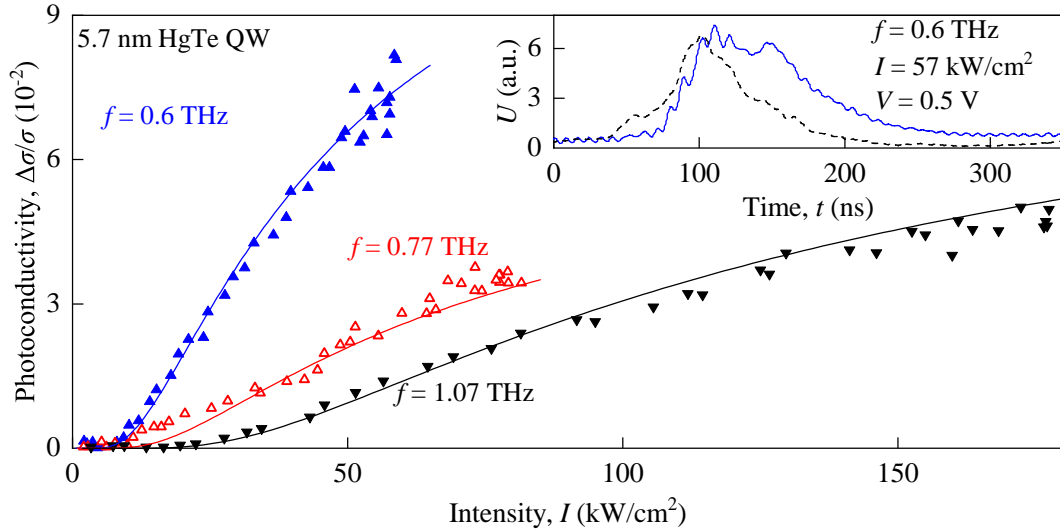 5.7 nm HgTe QW
f = 0.6 THz
f = 0.77 THz
f = 1.07 THz
Photoconductivity, Δσ/σ (10⁻²)
9
6
3
0
0
50
100
150
Intensity, I (kW/cm²)
U (a.u.)
6
3
0
0
100
200
300
Time, t (ns)
f = 0.6 THz
I = 57 kW/cm²
V = 0.5 V